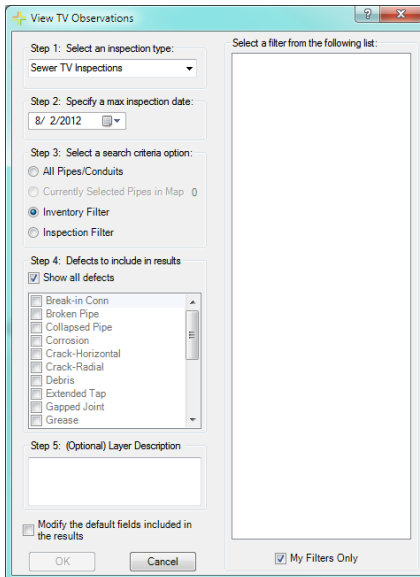 View TV Observations
Step 1: Select an inspection type:
Sewer TV Inspections
Step 2: Specify a max inspection date:
8/ 2/2012
Step 3: Select a search criteria option:
All Pipes/Conduits
Currently Selected Pipes in Map 0
Inventory Filter
Inspection Filter
Step 4: Defects to include in results
Show all defects
Break-in Conn
Broken Pipe
Collapsed Pipe
Corrosion
Crack-Horizontal
Crack-Radial
Debris
Extended Tap
Gapped Joint
Grease
Step 5: (Optional) Layer Description
Modify the default fields included in
the results
OK
Cancel
Select a filter from the following list:
My Filters Only